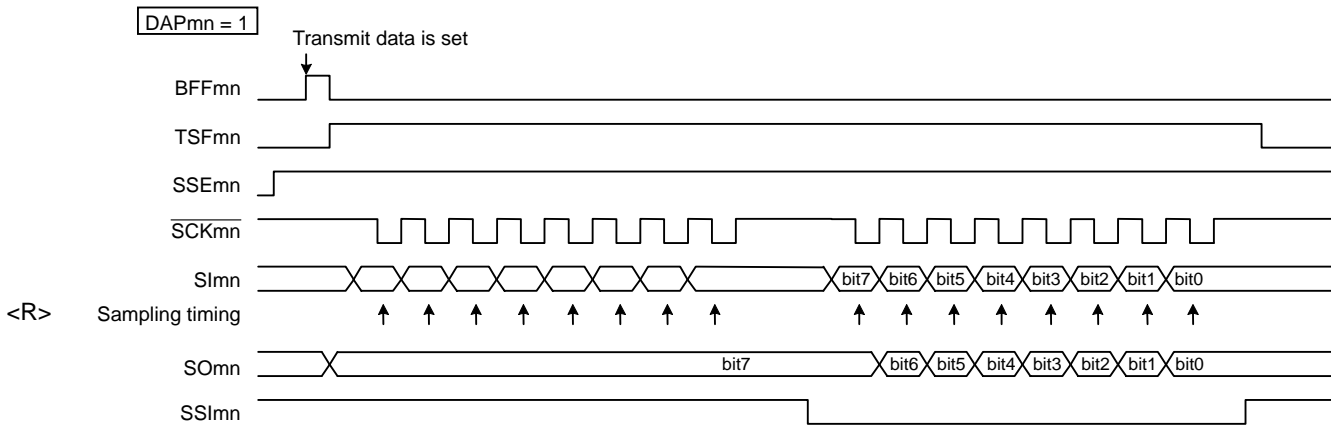 DAPmn = 1
Transmit data is set
BFFmn
TSFmn
SSEmn
SCKmn
SImn bit7 bit6 bit5 bit4 bit3 bit2 bit1 bit0
<R> Sampling timing
SOmn bit7 bit6 bit5 bit4 bit3 bit2 bit1 bit0
SSImn